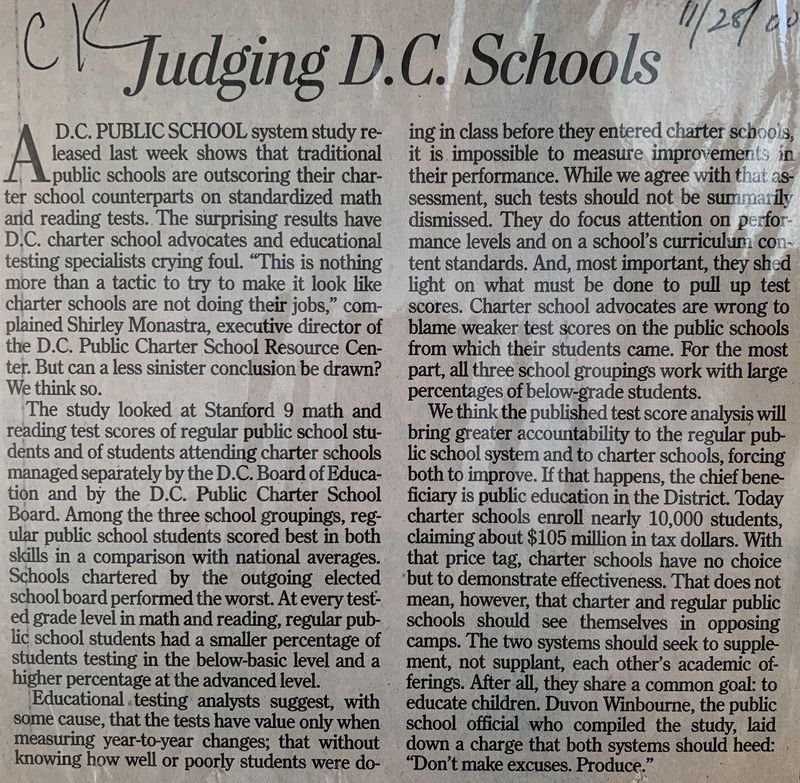 CK
11/28/00
Judging D.C. Schools
A D.C. PUBLIC SCHOOL system study re-
leased last week shows that traditional
public schools are outscoring their char-
ter school counterparts on standardized math
and reading tests. The surprising results have
D.C. charter school advocates and educational
testing specialists crying foul. “This is nothing
more than a tactic to try to make it look like
charter schools are not doing their jobs,” com-
plained Shirley Monastra, executive director of
the D.C. Public Charter School Resource Cen-
ter. But can a less sinister conclusion be drawn?
We think so.
The study looked at Stanford 9 math and
reading test scores of regular public school stu-
dents and of students attending charter schools
managed separately by the D.C. Board of Educa-
tion and by the D.C. Public Charter School
Board. Among the three school groupings, reg-
ular public school students scored best in both
skills in a comparison with national averages.
Schools chartered by the outgoing elected
school board performed the worst. At every test-
ed grade level in math and reading, regular pub-
lic school students had a smaller percentage of
students testing in the below-basic level and a
higher percentage at the advanced level.
Educational testing analysts suggest, with
some cause, that the tests have value only when
measuring year-to-year changes; that without
knowing how well or poorly students were do-
ing in class before they entered charter schools,
it is impossible to measure improvements in
their performance. While we agree with that as-
sessment, such tests should not be summarily
dismissed. They do focus attention on perfor-
mance levels and on a school’s curriculum con-
tent standards. And, most important, they shed
light on what must be done to pull up test
scores. Charter school advocates are wrong to
blame weaker test scores on the public schools
from which their students came. For the most
part, all three school groupings work with large
percentages of below-grade students.
We think the published test score analysis will
bring greater accountability to the regular pub-
lic school system and to charter schools, forcing
both to improve. If that happens, the chief bene-
ficiary is public education in the District. Today
charter schools enroll nearly 10,000 students,
claiming about $105 million in tax dollars. With
that price tag, charter schools have no choice
but to demonstrate effectiveness. That does not
mean, however, that charter and regular public
schools should see themselves in opposing
camps. The two systems should seek to supple-
ment, not supplant, each other’s academic of-
ferings. After all, they share a common goal: to
educate children. Duvon Winbourne, the public
school official who compiled the study, laid
down a charge that both systems should heed:
“Don’t make excuses. Produce.”